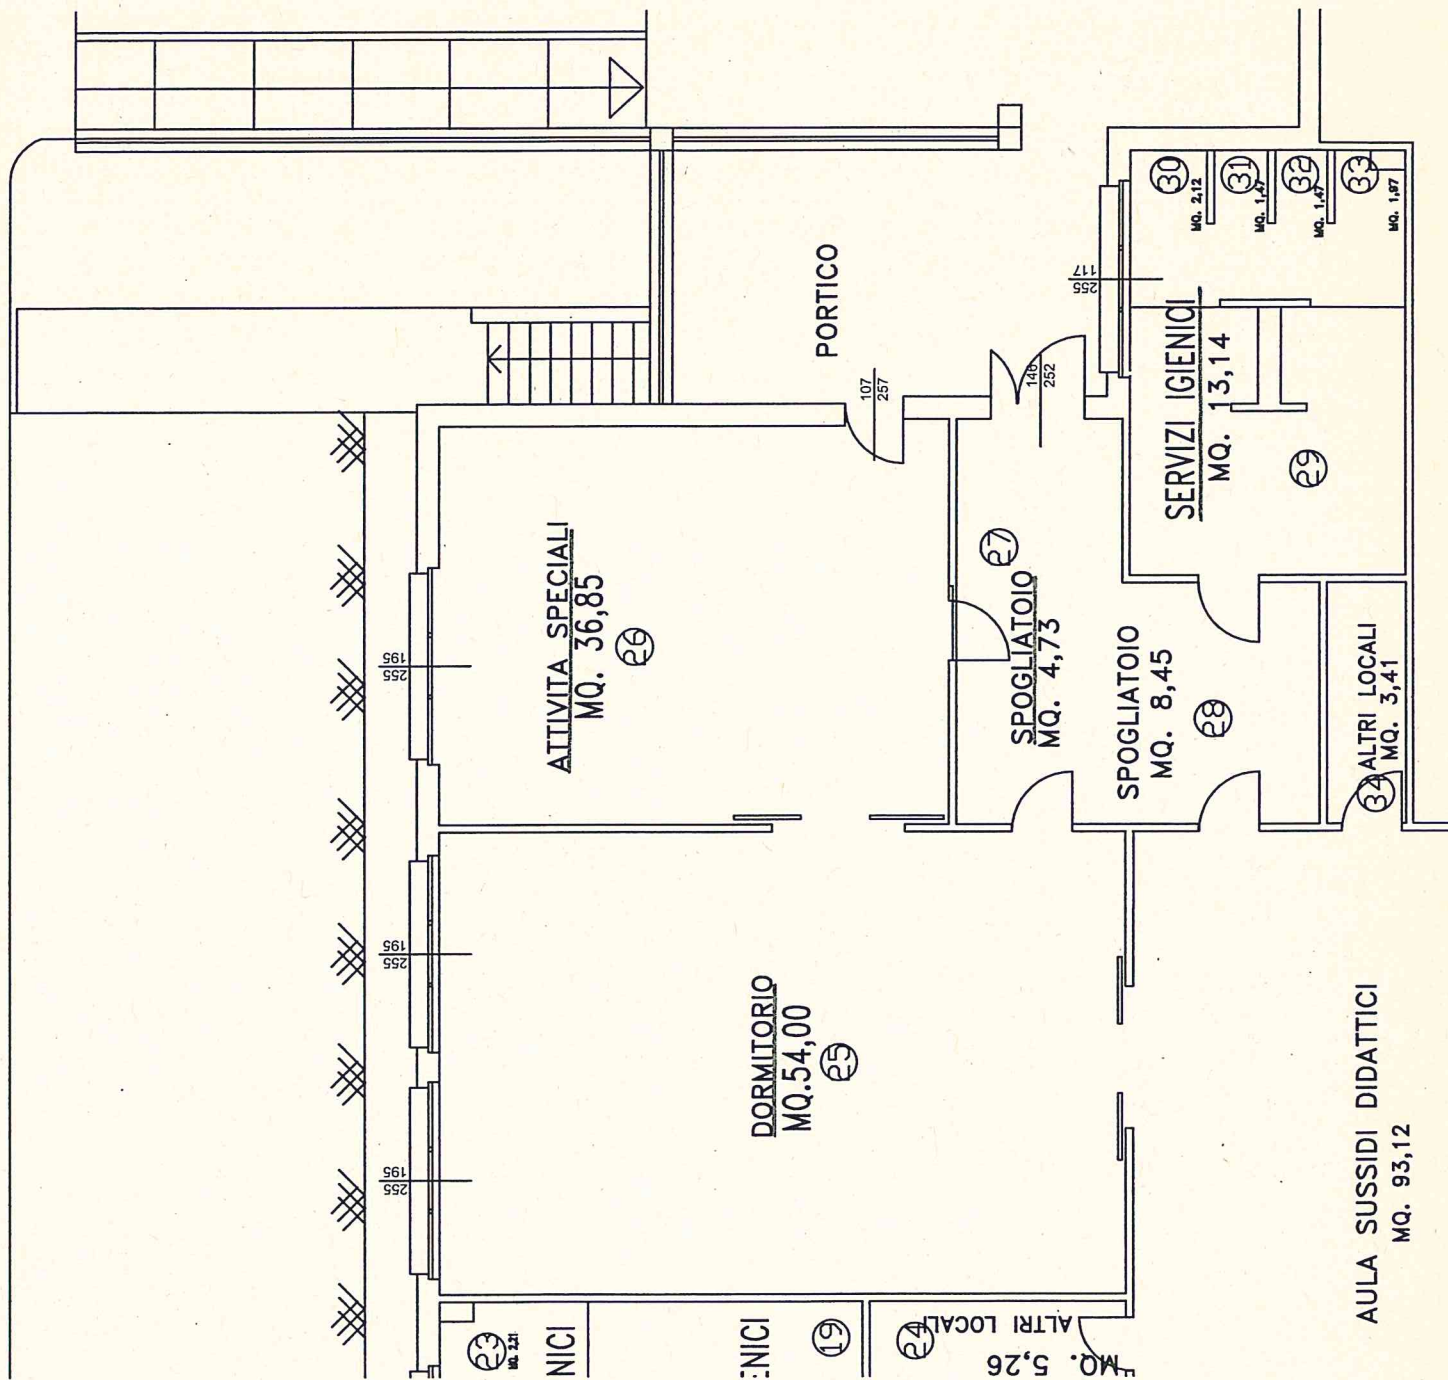 PORTICO
107
257
140
252
117
255
30
MQ. 2,12
31
MQ. 1,47
32
MQ. 1,47
33
MQ. 1,97
SERVIZI IGIENICI
MQ. 13,14
29
ATTIVITA SPECIALI
MQ. 36,85
26
195
255
27
SPOGLIATOIO
MQ. 4,73
SPOGLIATOIO
MQ. 8,45
28
34
ALTRI LOCALI
MQ. 3,41
195
255
195
255
DORMITORIO
MQ.54,00
25
AULA SUSSIDI DIDATTICI
MQ. 93,12
23
NICI
ENICI
19
24
ALTRI LOCALI
MQ. 5,26